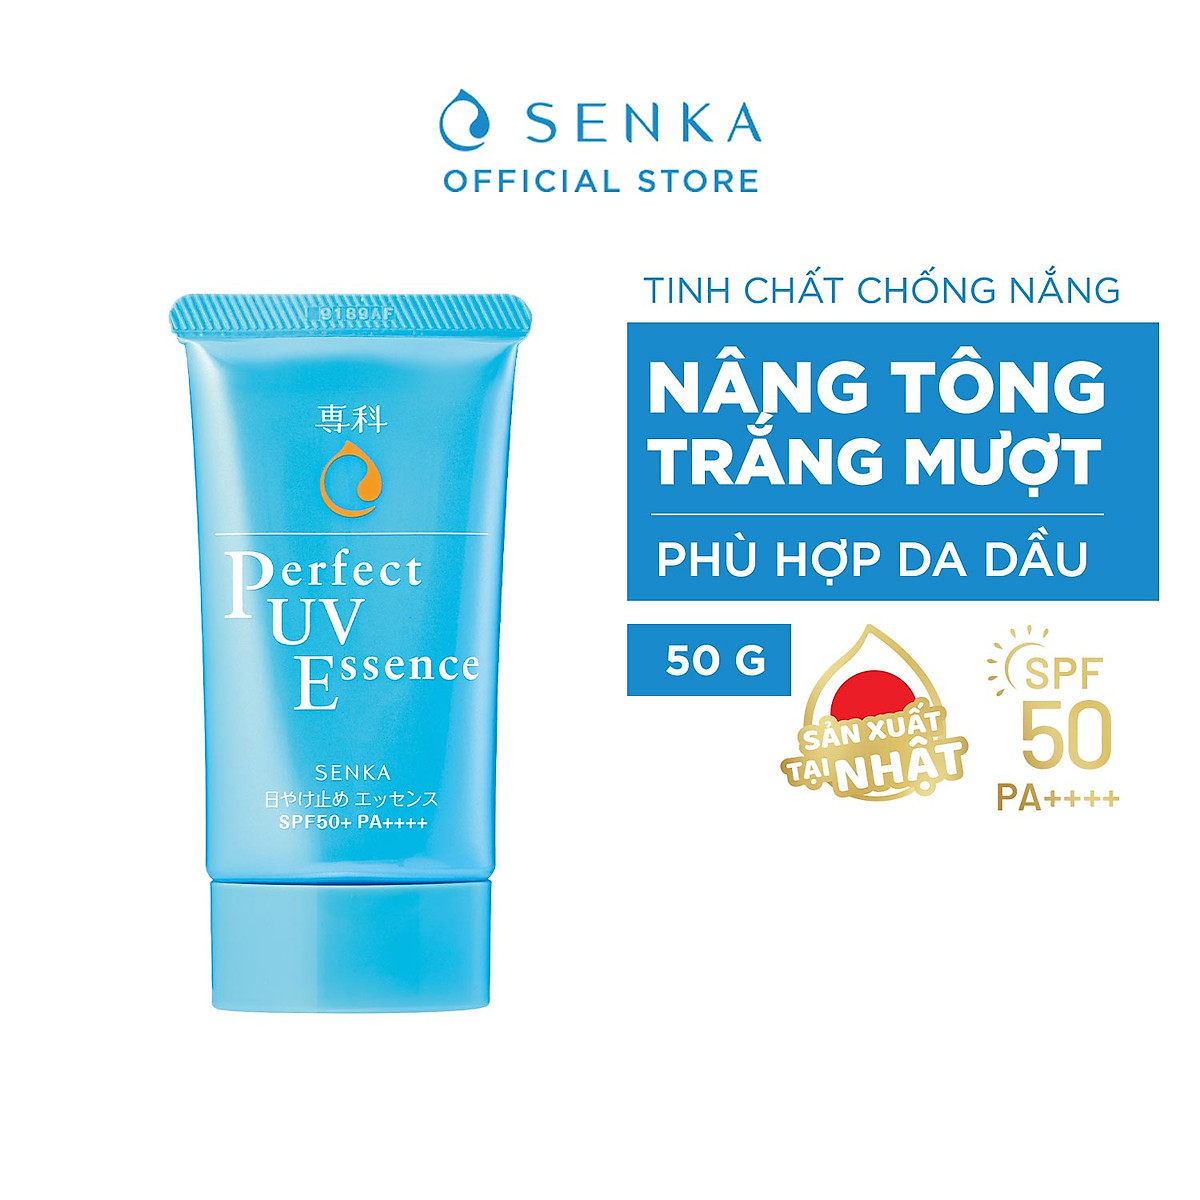 SENKA
OFFICIAL STORE
TINH CHẤT CHỐNG NẮNG
NÂNG TÔNG
TRẮNG MƯỢT
PHÙ HỢP DA DẦU
50 G
SẢN XUẤT
TẠI NHẬT
SPF
50
PA++++
9189AF
専科
Perfect
UV
Essence
SENKA
日やけ止め エッセンス
SPF50+ PA++++